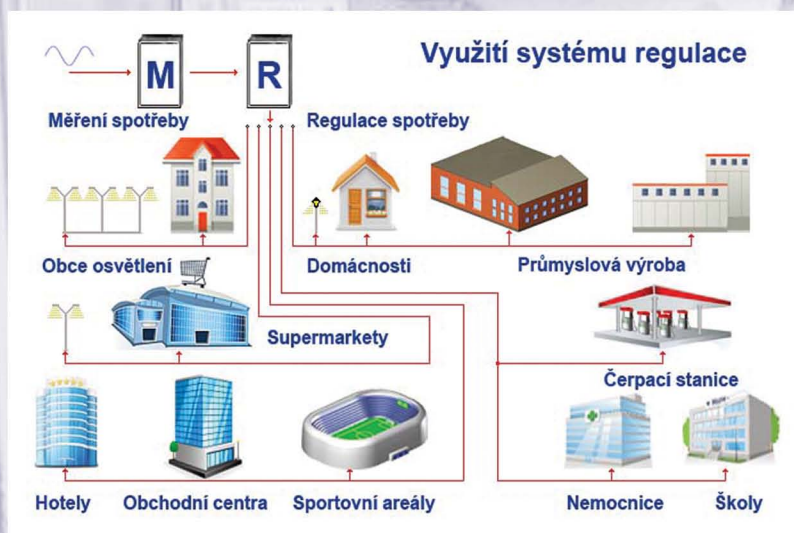 Využití systému regulace
M
R
Měření spotřeby
Regulace spotřeby
Obce osvětlení
Domácnosti
Průmyslová výroba
Supermarkety
Čerpací stanice
Hotely
Obchodní centra
Sportovní areály
Nemocnice
Školy